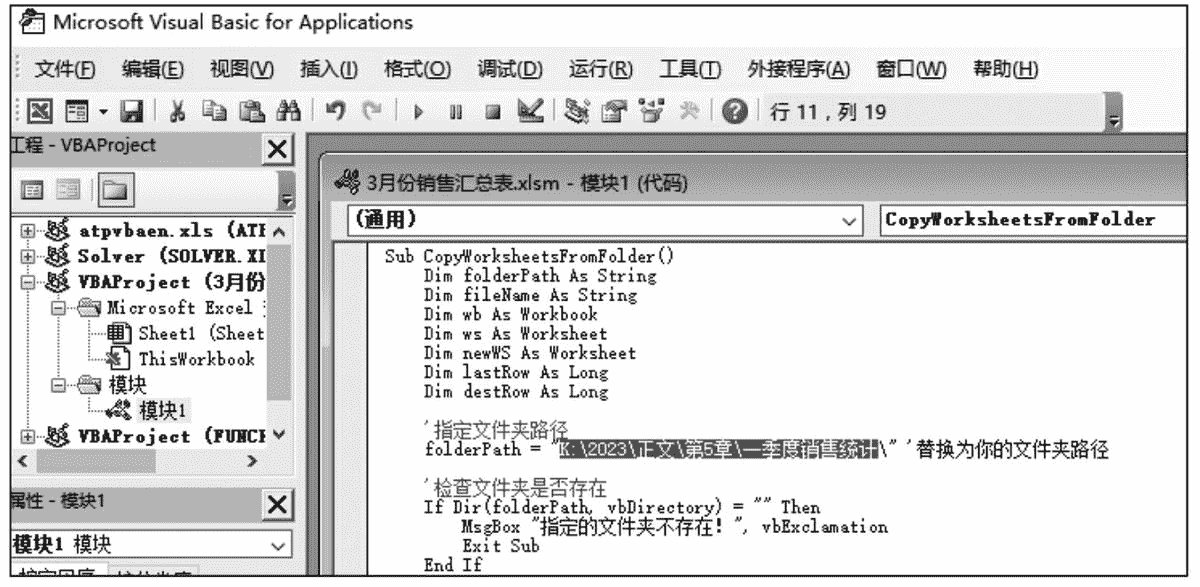 Microsoft Visual Basic for Applications
文件(F) 编辑(E) 视图(V) 插入(I) 格式(O) 调试(D) 运行(R) 工具(T) 外接程序(A) 窗口(W) 帮助(H)
行 11 , 列 19
工程 - VBAProject
atpvbaen.xls (ATI
Solver (SOLVER.XI
VBAProject (3月份
Microsoft Excel
Sheet1 (Sheet
ThisWorkbook
模块
模块1
VBAProject (FUNCI
属性 - 模块1
模块1 模块
3月份销售汇总表.xlsm - 模块1 (代码)
(通用)
CopyWorksheetsFromFolder
Sub CopyWorksheetsFromFolder()
Dim folderPath As String
Dim fileName As String
Dim wb As Workbook
Dim ws As Worksheet
Dim newWS As Worksheet
Dim lastRow As Long
Dim destRow As Long
'指定文件夹路径
folderPath = "K:\2023\正文\第5章\一季度销售统计\" '替换为你的文件夹路径
'检查文件夹是否存在
If Dir(folderPath, vbDirectory) = "" Then
MsgBox "指定的文件夹不存在！", vbExclamation
Exit Sub
End If